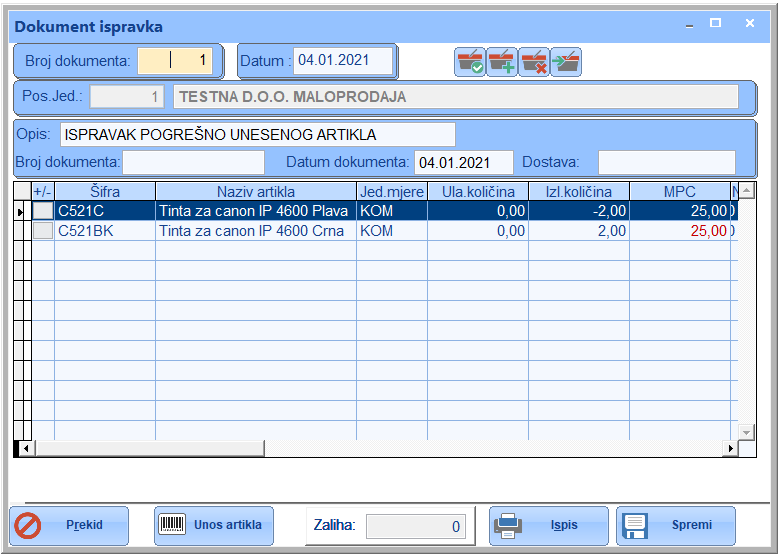 Dokument ispravka
Broj dokumenta: 1 Datum : 04.01.2021
Pos.Jed.: 1 TESTNA D.O.O. MALOPRODAJA
Opis: ISPRAVAK POGREŠNO UNESENOG ARTIKLA
Broj dokumenta: Datum dokumenta: 04.01.2021 Dostava:
+/- Šifra Naziv artikla Jed.mjere Ula.količina Izl.količina MPC
C521C Tinta za canon IP 4600 Plava KOM 0,00 -2,00 25,00
C521BK Tinta za canon IP 4600 Crna KOM 0,00 2,00 25,00
Prekid Unos artikla Zaliha: 0 Ispis Spremi